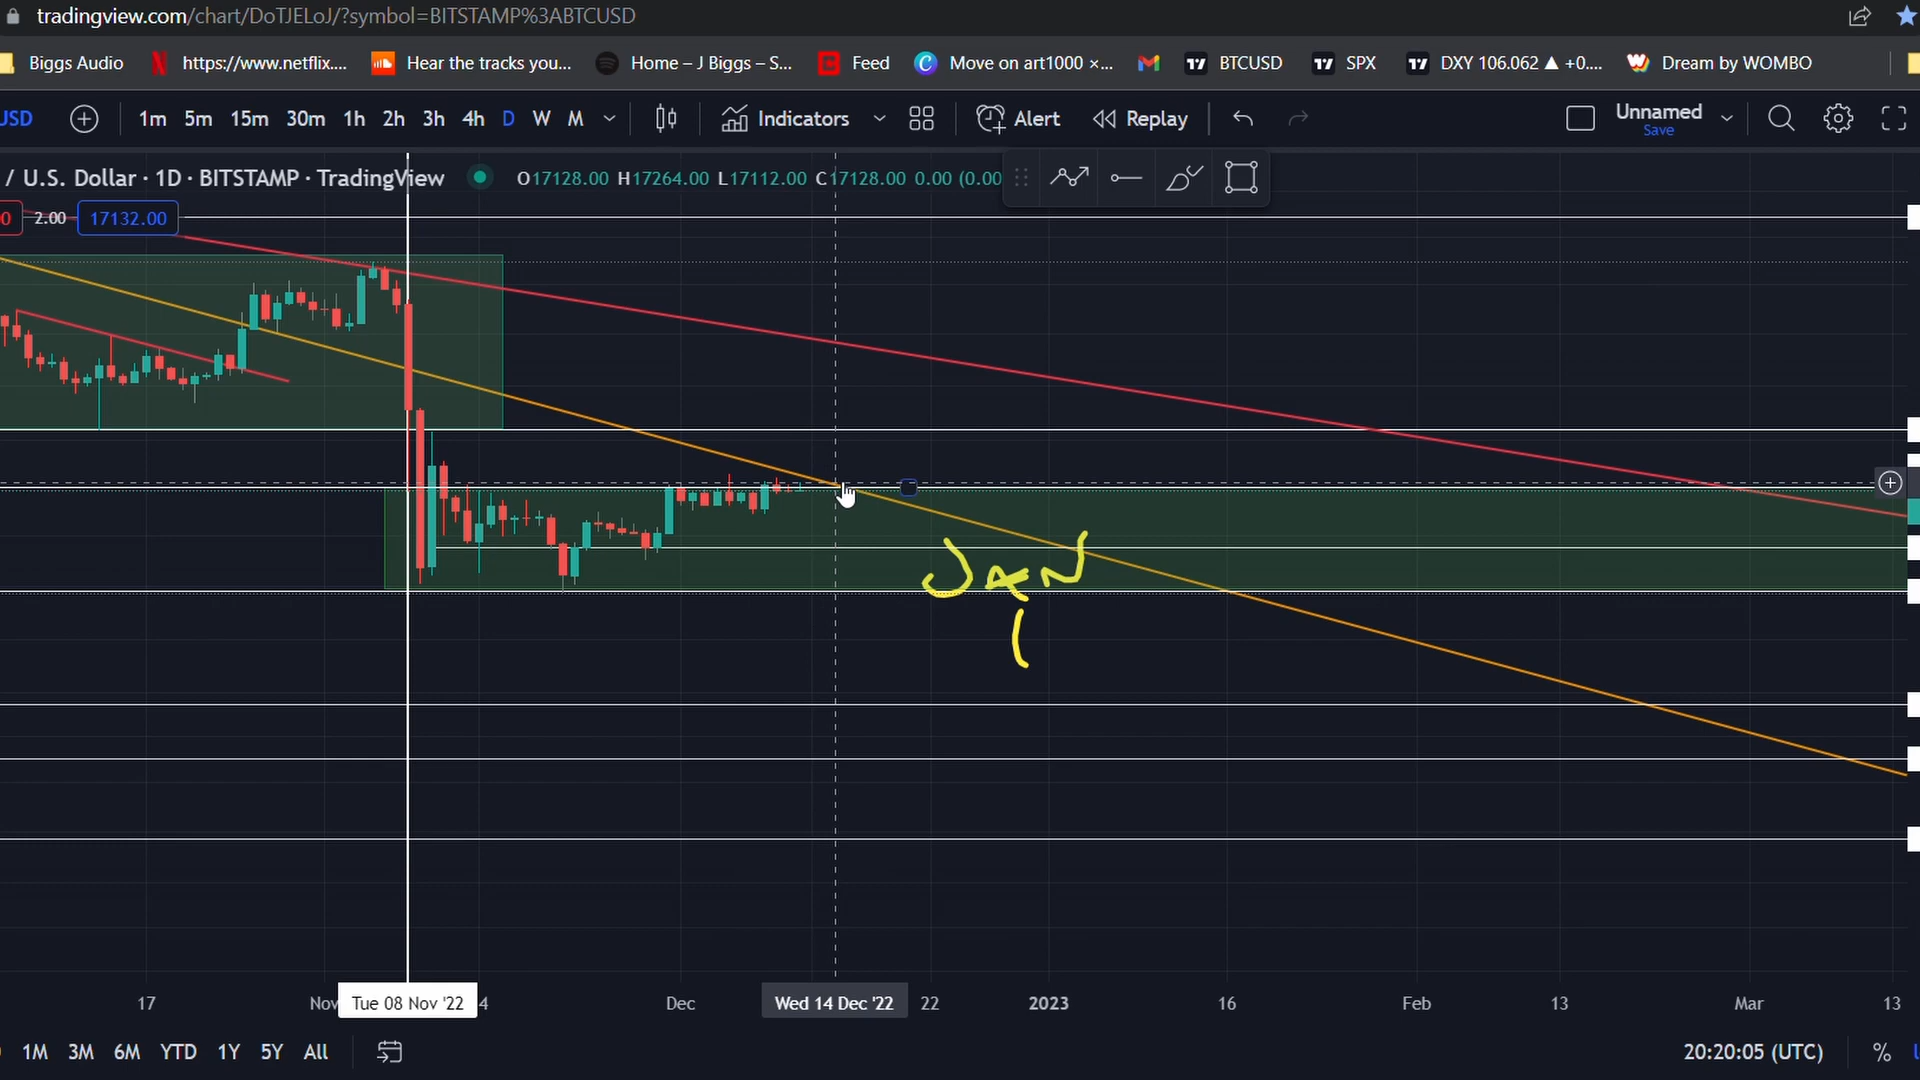 tradingview.com/chart/DoTJELoJ/?symbol=BITSTAMP%3ABTCUSD
Biggs Audio https://www.netflix.... Hear the tracks you... Home – J Biggs – S... Feed Move on art1000 ×... BTCUSD SPX DXY 106.062 ▲ +0.... Dream by WOMBO
USD 1m 5m 15m 30m 1h 2h 3h 4h D W M Indicators Alert Replay Unnamed
Save
/ U.S. Dollar · 1D · BITSTAMP · TradingView O17128.00 H17264.00 L17112.00 C17128.00 0.00 (0.00
0 2.00 17132.00
JAN
1
17 Nov Tue 08 Nov '22 4 Dec Wed 14 Dec '22 22 2023 16 Feb 13 Mar 13
1M 3M 6M YTD 1Y 5Y All 20:20:05 (UTC) %